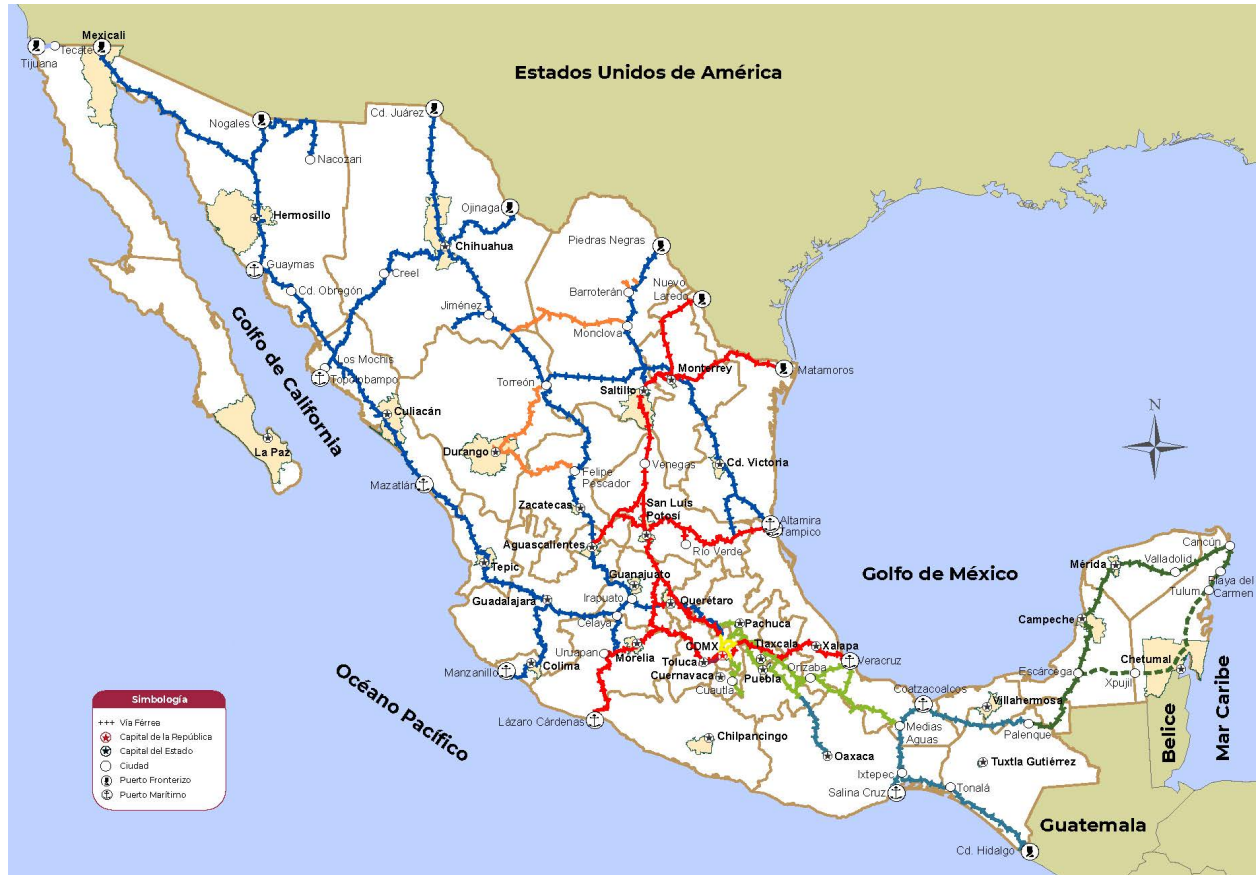 Mexicali
Tecate
Tijuana
Estados Unidos de América
Nogales
Cd. Juárez
Nacozari
Hermosillo
Ojinaga
Chihuahua
Piedras Negras
Guaymas
Creel
Cd. Obregón
Barroterán
Nuevo
Laredo
Jiménez
Monclova
Golfo de California
Los Mochis
Topolobampo
Torreón
Monterrey
Matamoros
Saltillo
Culiacán
La Paz
Durango
Venegas
Cd. Victoria
N
Mazatlán
Felipe
Pescador
Zacatecas
San Luis
Potosí
Altamira
Tampico
Aguascalientes
Río Verde
Tepic
Guanajuato
Golfo de México
Cancún
Valladolid
Mérida
Playa del
Carmen
Tulum
Guadalajara
Irapuato
Querétaro
Celaya
Pachuca
Campeche
Uruapan
Morelia
CDMX
Tlaxcala
Xalapa
Toluca
Manzanillo
Colima
Cuernavaca
Puebla
Orizaba
Veracruz
Cuautla
Escárcega
Xpujil
Chetumal
Coatzacoalcos
Villahermosa
Océano Pacífico
Lázaro Cárdenas
Medias
Aguas
Palenque
Belice
Mar Caribe
Chilpancingo
Oaxaca
Tuxtla Gutiérrez
Ixtepec
Salina Cruz
Tonalá
Guatemala
Cd. Hidalgo
Simbología
Vía Férrea
Capital de la República
Capital del Estado
Ciudad
Puerto Fronterizo
Puerto Marítimo